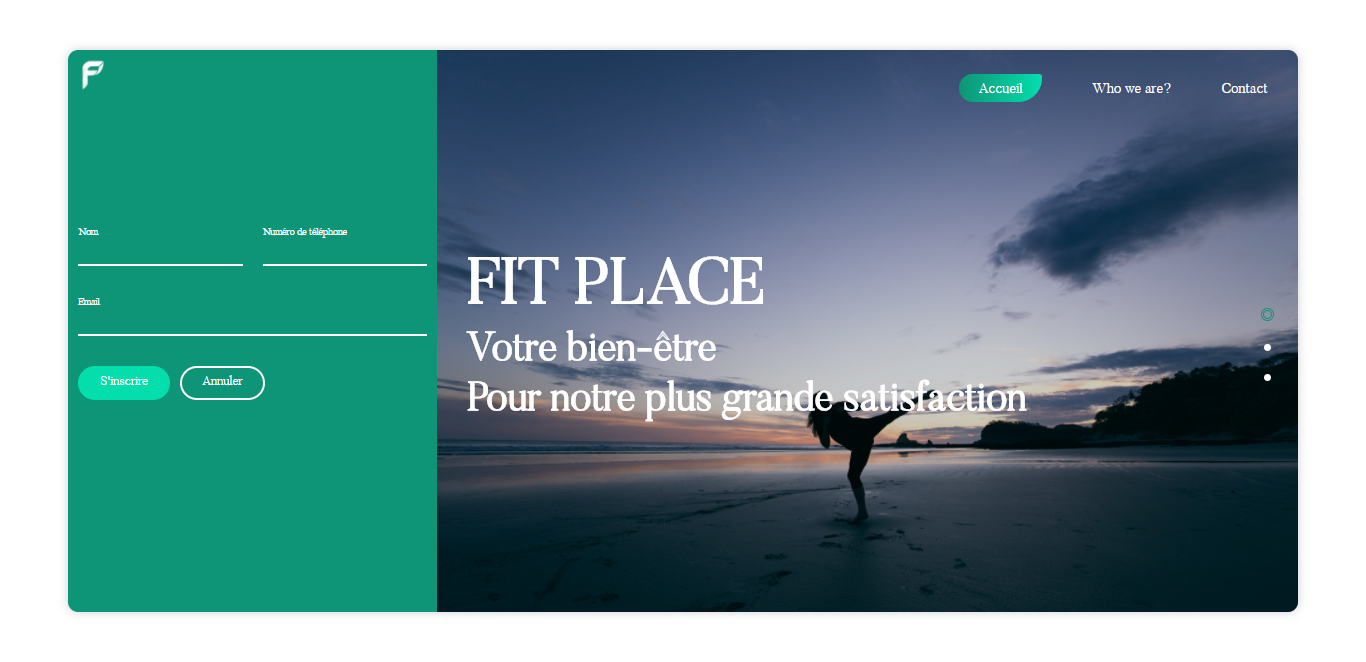 F
Accueil Who we are? Contact
Nom Numéro de téléphone
Email
S'inscrire Annuler
FIT PLACE
Votre bien-être
Pour notre plus grande satisfaction